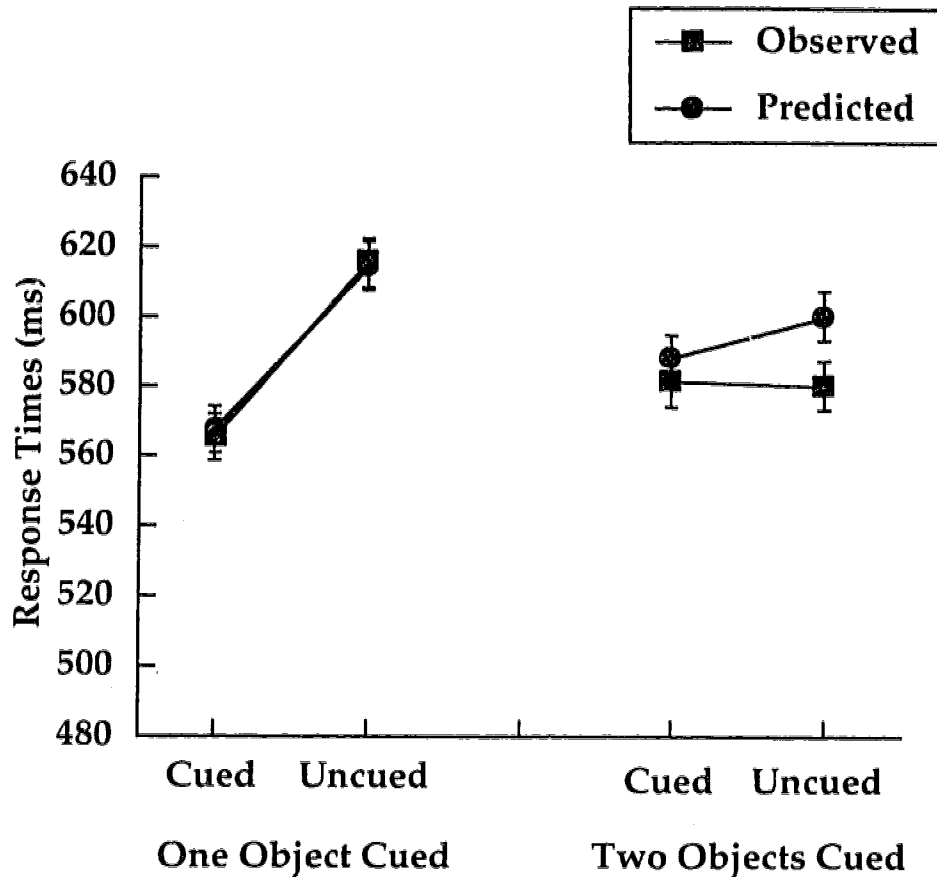 Observed
Predicted
640
620
600
580
560
540
520
500
480
Response Times (ms)
Cued Uncued Cued Uncued
One Object Cued Two Objects Cued